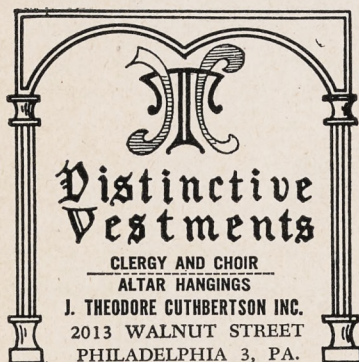 Distinctive
Vestments
CLERGY AND CHOIR
ALTAR HANGINGS
J. THEODORE CUTHBERTSON INC.
2013 WALNUT STREET
PHILADELPHIA 3, PA.